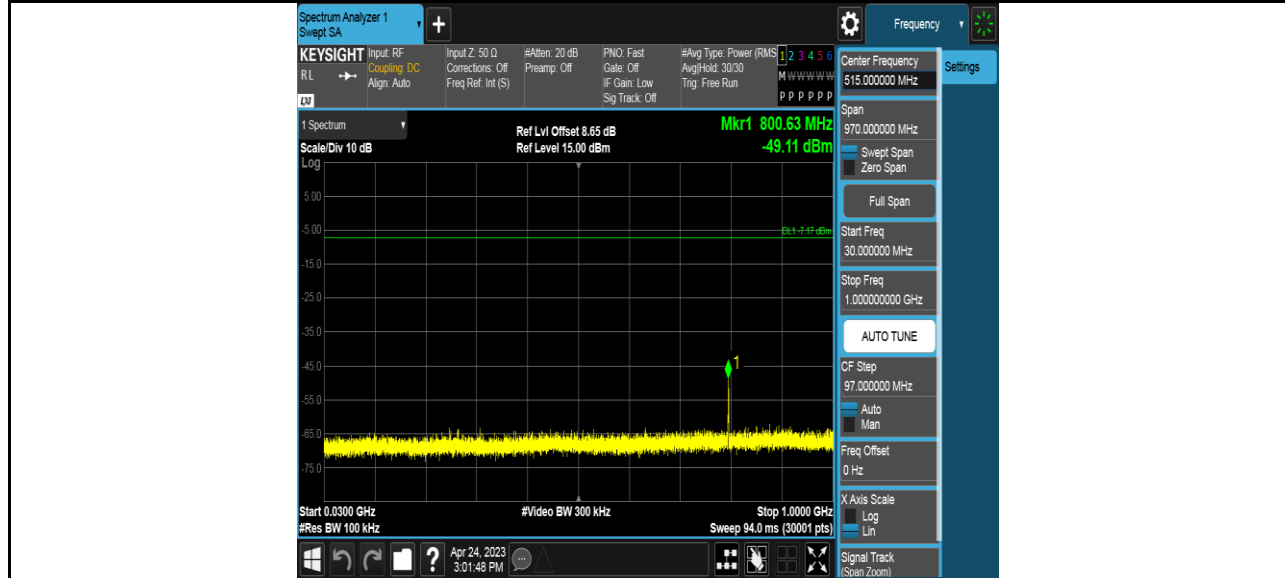 Spectrum Analyzer 1
Swept SA
+
Frequency
KEYSIGHT
RL
LXI
Input: RF
Coupling: DC
Align: Auto
Input Z: 50 Ω
Corrections: Off
Freq Ref: Int (S)
#Atten: 20 dB
Preamp: Off
PNO: Fast
Gate: Off
IF Gain: Low
Sig Track: Off
#Avg Type: Power (RMS
Avg|Hold: 30/30
Trig: Free Run
1 2 3 4 5 6
M W W W W W
P P P P P P
1 Spectrum
Scale/Div 10 dB
Log
Ref Lvl Offset 8.65 dB
Ref Level 15.00 dBm
Mkr1 800.63 MHz
-49.11 dBm
5.00
-5.00
DL1 -7.17 dBm
-15.0
-25.0
-35.0
-45.0
1
-55.0
-65.0
-75.0
Start 0.0300 GHz
#Res BW 100 kHz
#Video BW 300 kHz
Stop 1.0000 GHz
Sweep 94.0 ms (30001 pts)
?
Apr 24, 2023
3:01:48 PM
Center Frequency
515.000000 MHz
Settings
Span
970.000000 MHz
Swept Span
Zero Span
Full Span
Start Freq
30.000000 MHz
Stop Freq
1.000000000 GHz
AUTO TUNE
CF Step
97.000000 MHz
Auto
Man
Freq Offset
0 Hz
X Axis Scale
Log
Lin
Signal Track
(Span Zoom)